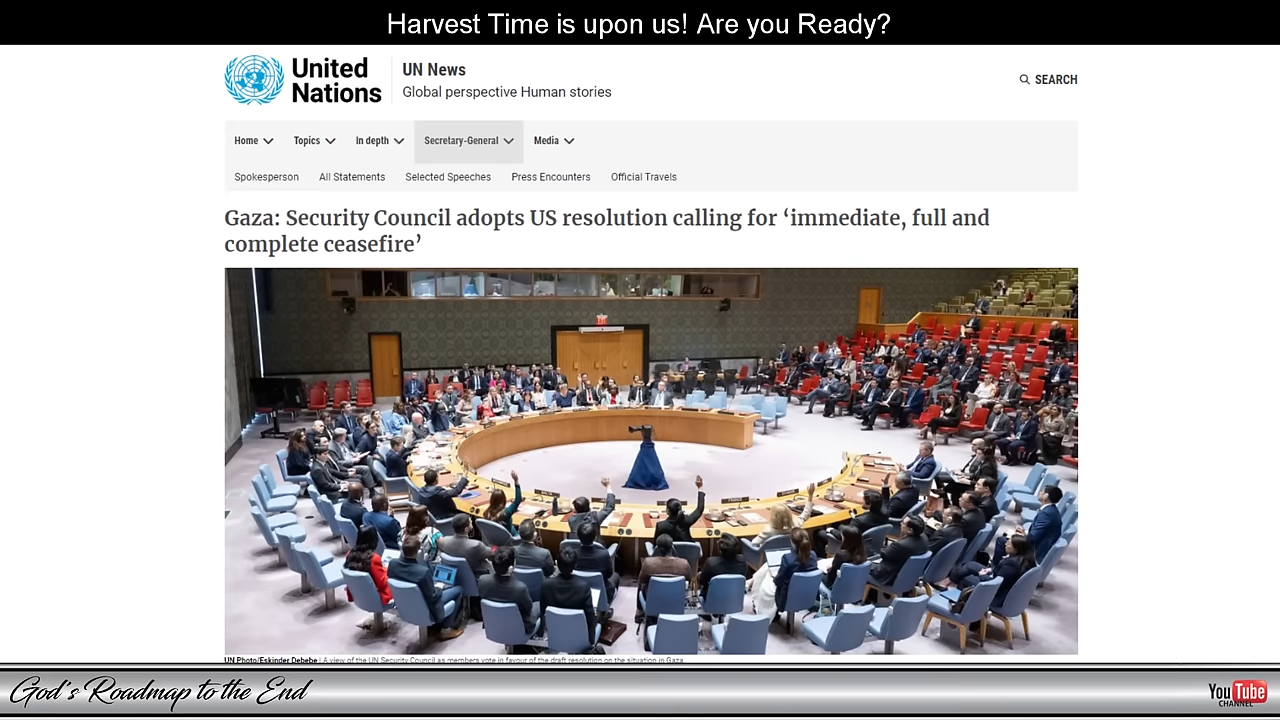 Harvest Time is upon us! Are you Ready?
United
Nations
UN News
Global perspective Human stories
SEARCH
Home
Topics
In depth
Secretary-General
Media
Spokesperson
All Statements
Selected Speeches
Press Encounters
Official Travels
Gaza: Security Council adopts US resolution calling for ‘immediate, full and
complete ceasefire’
UN Photo/Eskinder Debebe | A view of the UN Security Council as members vote in favour of the draft resolution on the situation in Gaza.
God's Roadmap to the End
YouTube
CHANNEL